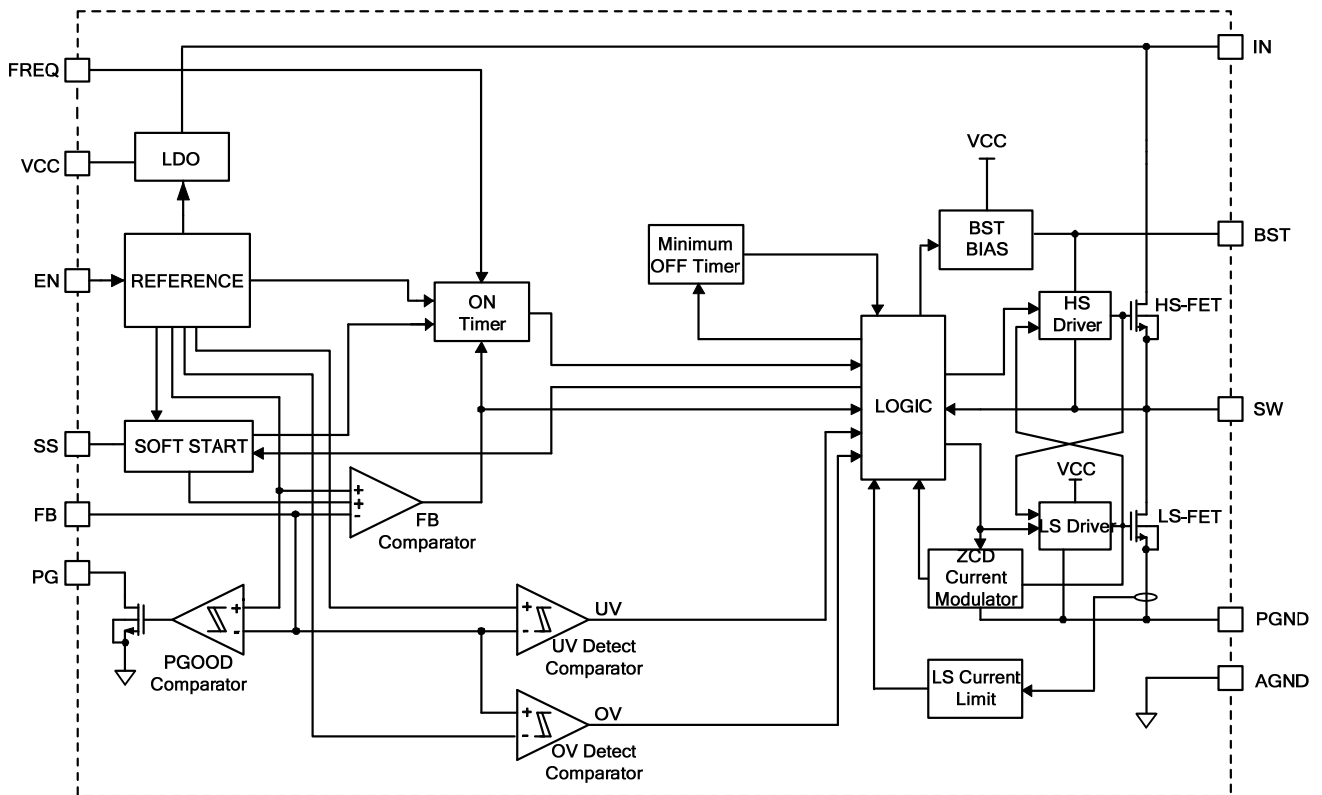 IN
FREQ
LDO
VCC
VCC
BST
BIAS
BST
Minimum
OFF Timer
EN
REFERENCE
ON
Timer
HS
Driver
HS-FET
LOGIC
SW
SS
SOFT START
VCC
+
+
-
FB
FB
Comparator
LS Driver
LS-FET
ZCD
Current
Modulator
PG
+
-
PGOOD
Comparator
+
-
UV
UV Detect
Comparator
PGND
LS Current
Limit
AGND
+
-
OV
OV Detect
Comparator